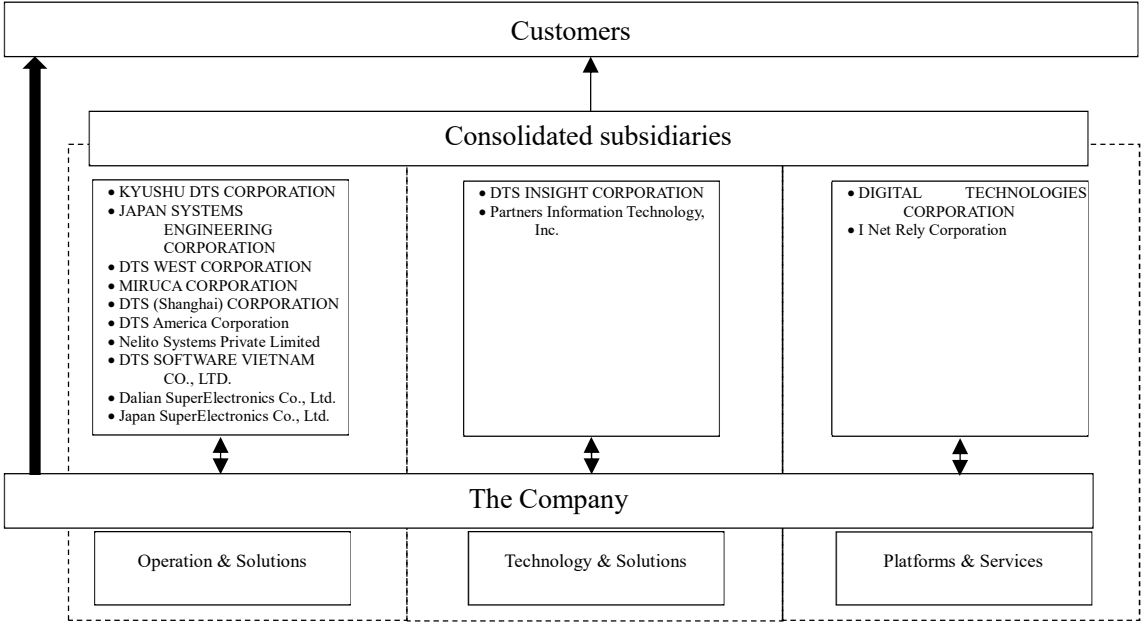 Customers
Consolidated subsidiaries
• KYUSHU DTS CORPORATION
• JAPAN SYSTEMS
ENGINEERING
CORPORATION
• DTS WEST CORPORATION
• MIRUCA CORPORATION
• DTS (Shanghai) CORPORATION
• DTS America Corporation
• Nelito Systems Private Limited
• DTS SOFTWARE VIETNAM
CO., LTD.
• Dalian SuperElectronics Co., Ltd.
• Japan SuperElectronics Co., Ltd.
• DTS INSIGHT CORPORATION
• Partners Information Technology,
Inc.
• DIGITAL TECHNOLOGIES
CORPORATION
• I Net Rely Corporation
The Company
Operation & Solutions
Technology & Solutions
Platforms & Services